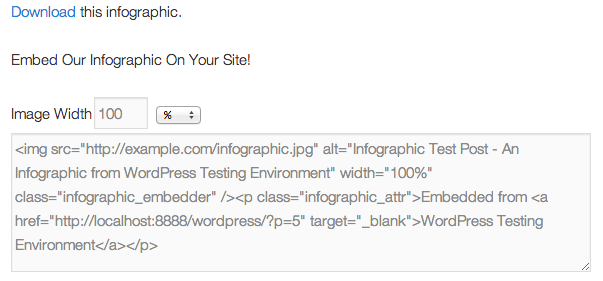 Download this infographic.
Embed Our Infographic On Your Site!
Image Width 100 %
<img src="http://example.com/infographic.jpg" alt="Infographic Test Post - An
Infographic from WordPress Testing Environment" width="100%"
class="infographic_embedder" /><p class="infographic_attr">Embedded from <a
href="http://localhost:8888/wordpress/?p=5" target="_blank">WordPress Testing
Environment</a></p>